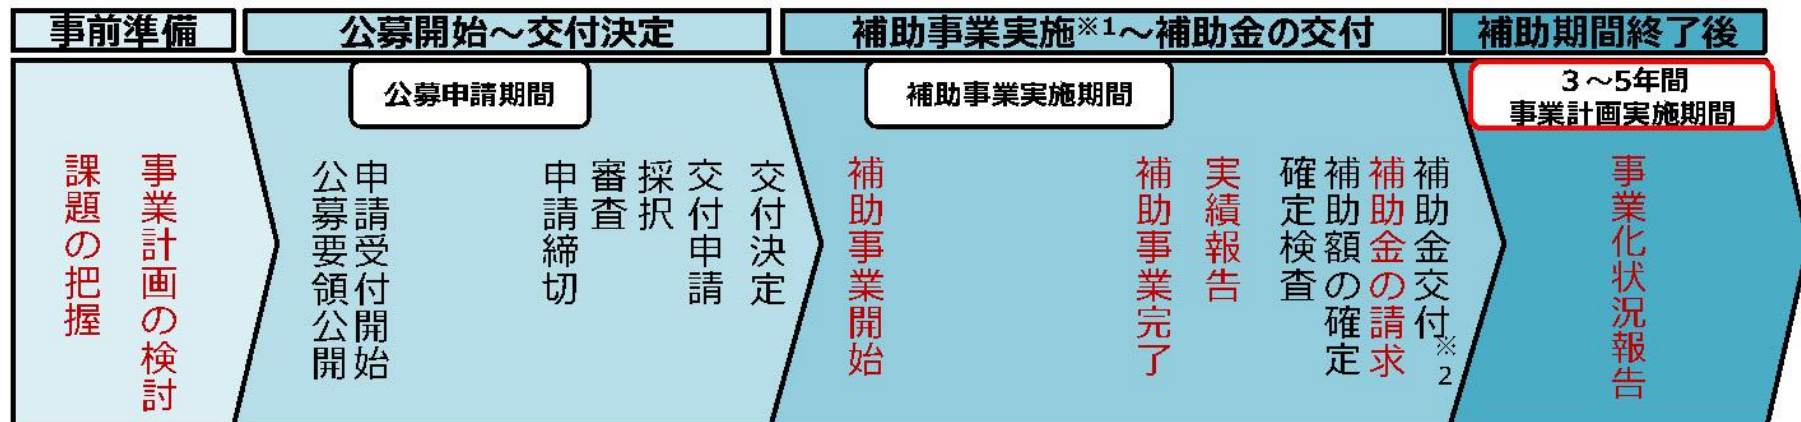 事前準備
公募開始～交付決定
補助事業実施※1～補助金の交付
補助期間終了後
公募申請期間
補助事業実施期間
3～5年間
事業計画実施期間
課題の把握
事業計画の検討
公募要領公開
申請受付開始
申請締切
審査
採択
交付申請
交付決定
補助事業開始
補助事業完了
実績報告
確定検査
補助額の確定
補助金の請求
補助金交付※2
事業化状況報告